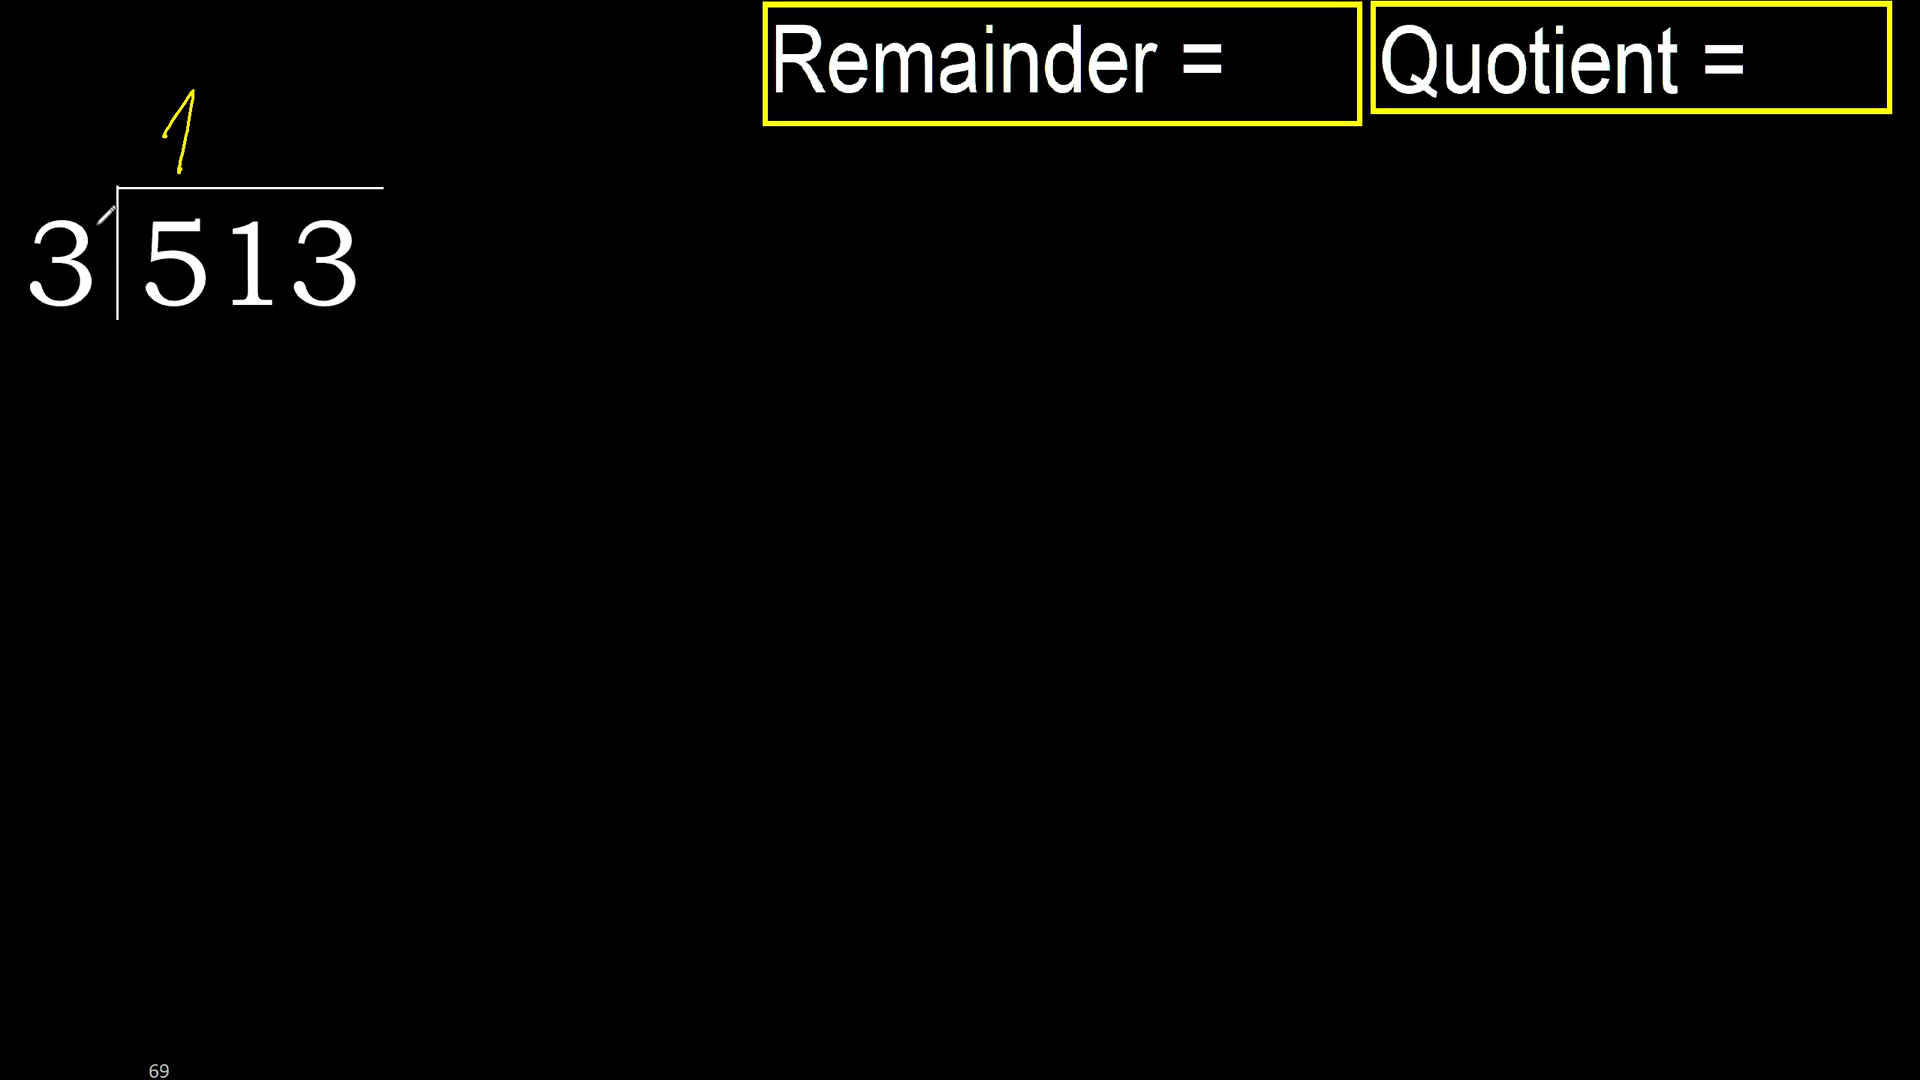 Remainder = Quotient =
1
3 513
69